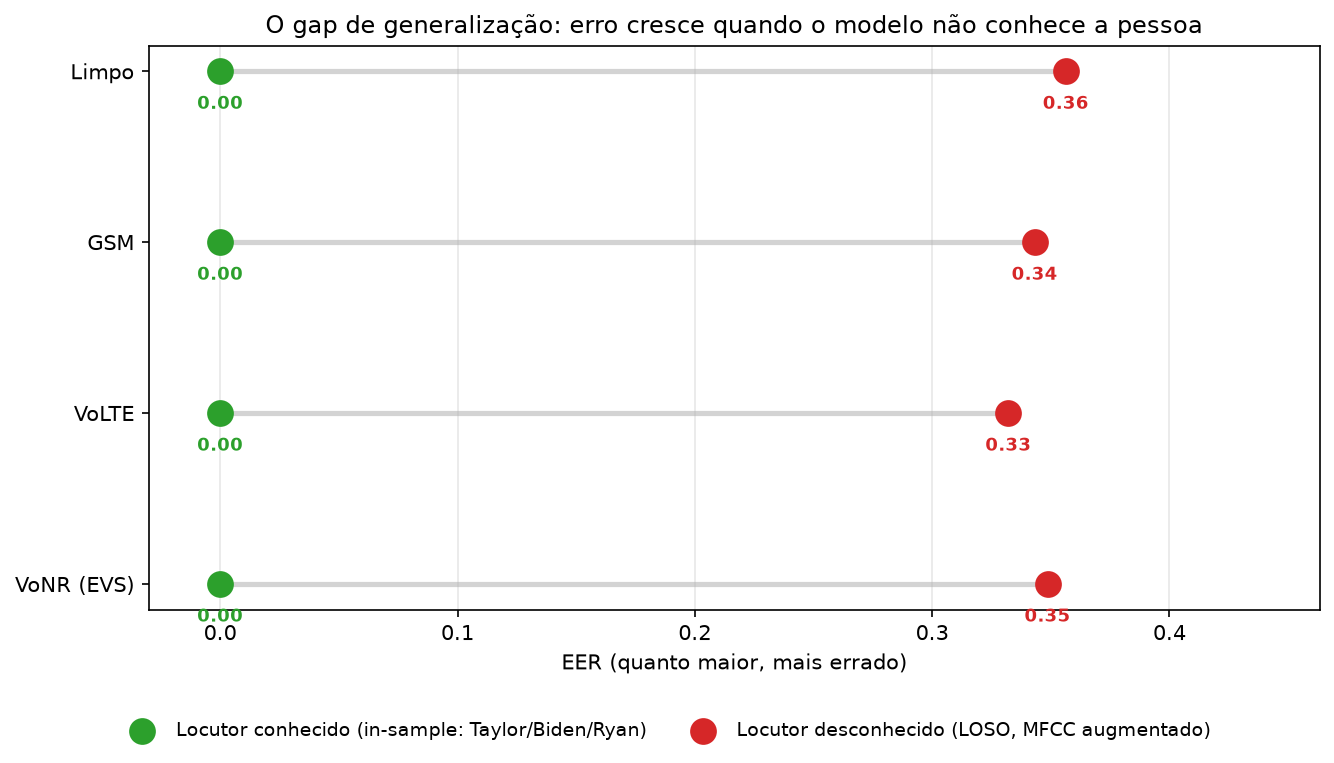 O gap de generalização: erro cresce quando o modelo não conhece a pessoa
Limpo
0.00
0.36
GSM
0.00
0.34
VoLTE
0.00
0.33
VoNR (EVS)
0.00
0.35
0.0 0.1 0.2 0.3 0.4
EER (quanto maior, mais errado)
Locutor conhecido (in-sample: Taylor/Biden/Ryan)
Locutor desconhecido (LOSO, MFCC augmentado)